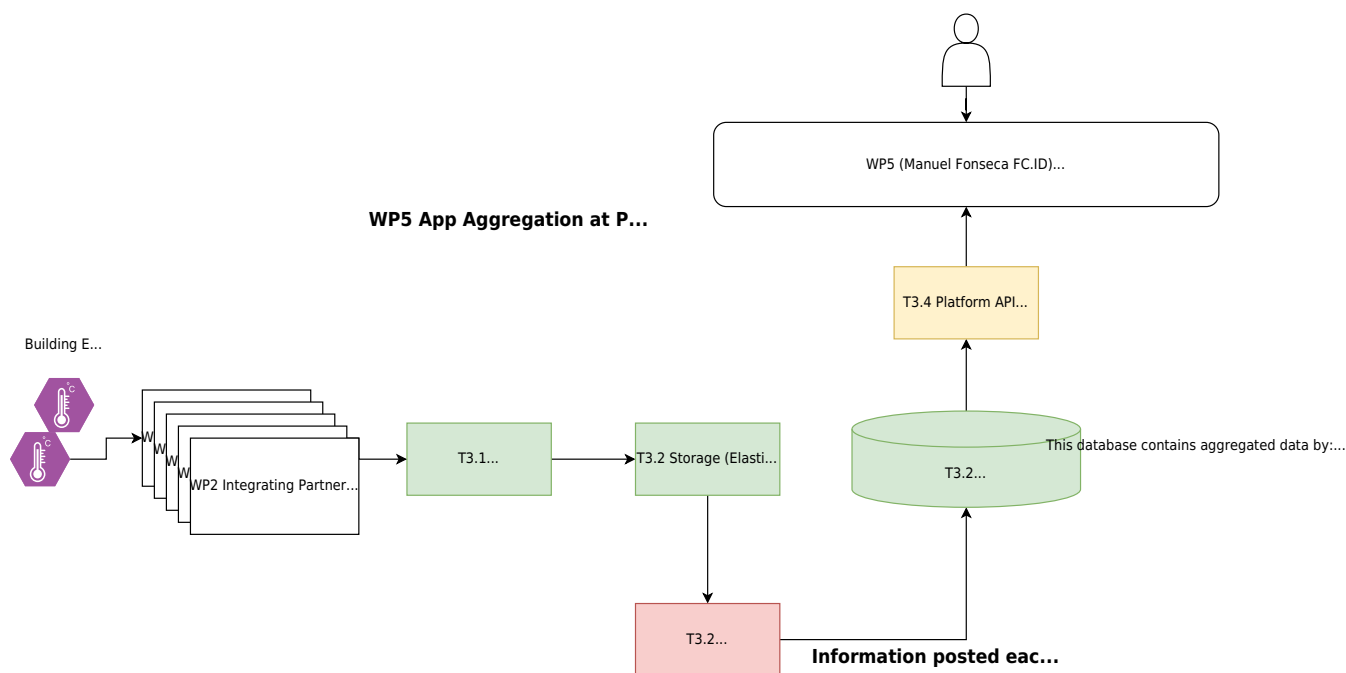 WP5 (Manuel Fonseca FC.ID)...
WP5 App Aggregation at P...
T3.4 Platform API...
Building E...
°C
°C
W
W
W
W
WP2 Integrating Partner...
T3.1...
T3.2 Storage (Elasti...
This database contains aggregated data by:...
T3.2...
T3.2...
Information posted eac...